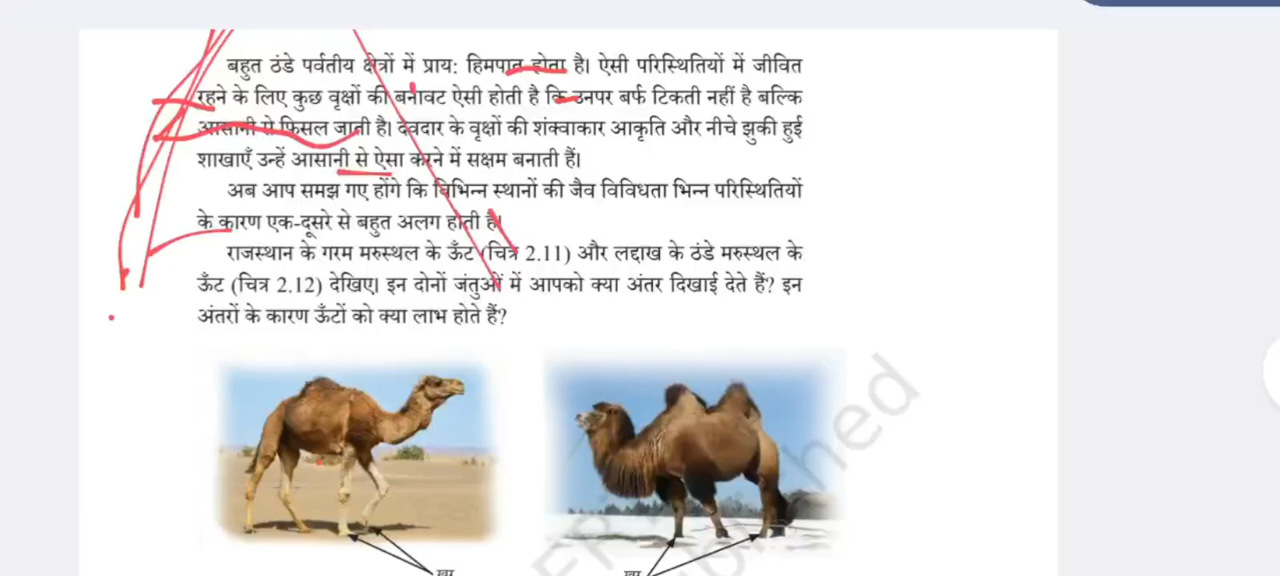 बहुत ठंडे पर्वतीय क्षेत्रों में प्राय: हिमपात होता है। ऐसी परिस्थितियों में जीवित
रहने के लिए कुछ वृक्षों की बनावट ऐसी होती है कि उनपर बर्फ टिकती नहीं है बल्कि
आसानी से फिसल जाती है। देवदार के वृक्षों की शंक्वाकार आकृति और नीचे झुकी हुई
शाखाएँ उन्हें आसानी से ऐसा करने में सक्षम बनाती हैं।
अब आप समझ गए होंगे कि विभिन्न स्थानों की जैव विविधता भिन्न परिस्थितियों
के कारण एक-दूसरे से बहुत अलग होती है।
राजस्थान के गरम मरुस्थल के ऊँट (चित्र 2.11) और लद्दाख के ठंडे मरुस्थल के
ऊँट (चित्र 2.12) देखिए। इन दोनों जंतुओं में आपको क्या अंतर दिखाई देते हैं? इन
अंतरों के कारण ऊँटों को क्या लाभ होते हैं?